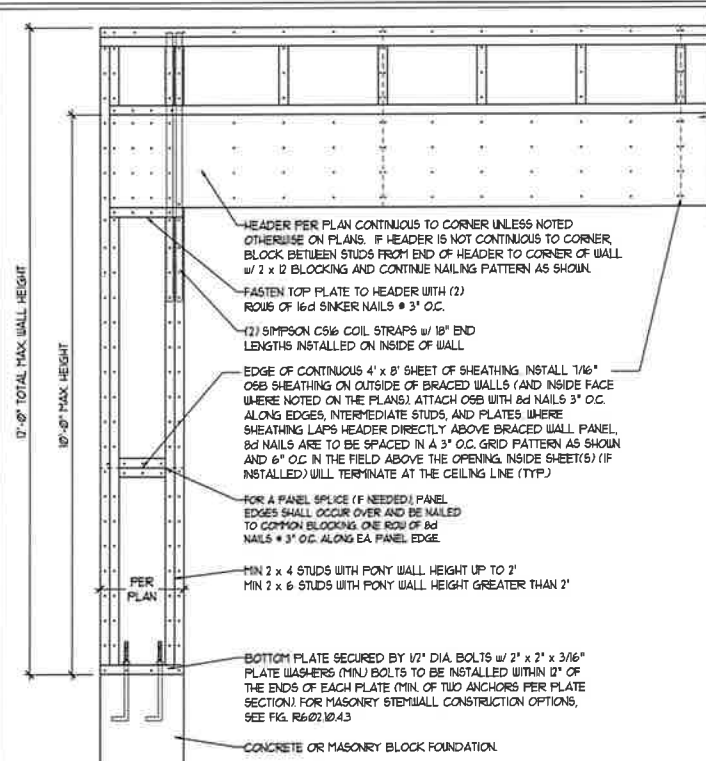 HEADER PER PLAN CONTINUOUS TO CORNER UNLESS NOTED
OTHERWISE ON PLANS. IF HEADER IS NOT CONTINUOUS TO CORNER,
BLOCK BETWEEN STUDS FROM END OF HEADER TO CORNER OF WALL
w/ 2 x 12 BLOCKING AND CONTINUE NAILING PATTERN AS SHOWN.
FASTEN TOP PLATE TO HEADER WITH (2)
ROWS OF 16d SINKER NAILS @ 3" O.C.
(2) SIMPSON CS16 COIL STRAPS w/ 18" END
LENGTHS INSTALLED ON INSIDE OF WALL
EDGE OF CONTINUOUS 4' x 8' SHEET OF SHEATHING. INSTALL 7/16"
OSB SHEATHING ON OUTSIDE OF BRACED WALLS (AND INSIDE FACE
WHERE NOTED ON THE PLANS). ATTACH OSB WITH 8d NAILS 3" O.C.
ALONG EDGES, INTERMEDIATE STUDS, AND PLATES. WHERE
SHEATHING LAPS HEADER DIRECTLY ABOVE BRACED WALL PANEL,
8d NAILS ARE TO BE SPACED IN A 3" O.C. GRID PATTERN AS SHOWN
AND 6" O.C. IN THE FIELD ABOVE THE OPENING. INSIDE SHEET(S) (IF
INSTALLED) WILL TERMINATE AT THE CEILING LINE (TYP.)
FOR A PANEL SPLICE (IF NEEDED), PANEL
EDGES SHALL OCCUR OVER AND BE NAILED
TO COMMON BLOCKING. ONE ROW OF 8d
NAILS @ 3" O.C. ALONG EA. PANEL EDGE.
MIN 2 x 4 STUDS WITH PONY WALL HEIGHT UP TO 2'
MIN 2 x 6 STUDS WITH PONY WALL HEIGHT GREATER THAN 2'
BOTTOM PLATE SECURED BY 1/2" DIA. BOLTS w/ 2" x 2" x 3/16"
PLATE WASHERS (MIN.) BOLTS TO BE INSTALLED WITHIN 12" OF
THE ENDS OF EACH PLATE (MIN. OF TWO ANCHORS PER PLATE
SECTION). FOR MASONRY STEMWALL CONSTRUCTION OPTIONS,
SEE FIG. R602.10.4.3
CONCRETE OR MASONRY BLOCK FOUNDATION.
12'-0" TOTAL MAX. WALL HEIGHT
10'-0" MAX. HEIGHT
PER
PLAN